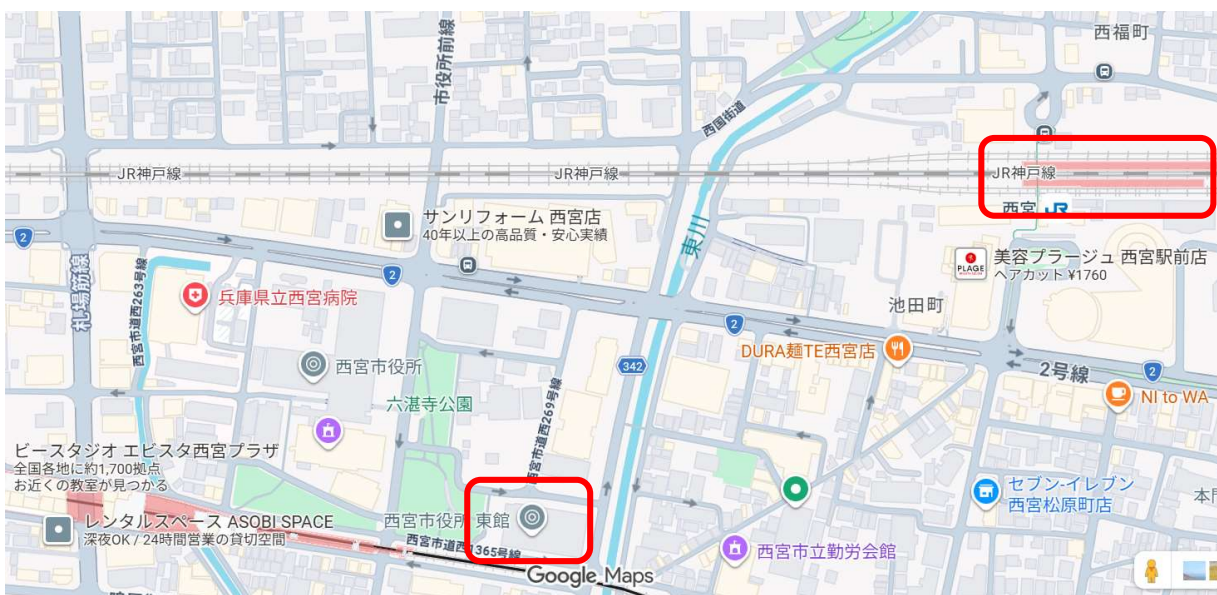 西福町
市役所前線
西国街道
JR神戸線
JR神戸線
JR神戸線
西宮
JR
サンリフォーム 西宮店
40年以上の高品質・安心実績
東川
2
札場筋線
西宮市道西263号線
2
兵庫県立西宮病院
PLAGE
美容プラージュ 西宮駅前店
ヘアカット ¥1760
池田町
2
DURA麺TE西宮店
342
西宮市役所
2号線
2
NI to WA
六湛寺公園
西宮市道西269号線
ビースタジオ エビスタ西宮プラザ
全国各地に約1,700拠点
お近くの教室が見つかる
セブン-イレブン
西宮松原町店
レンタルスペース ASOBI SPACE
深夜OK / 24時間営業の貸切空間
西宮市役所 東館
西宮市道西1365号線
西宮市立勤労会館
Google Maps